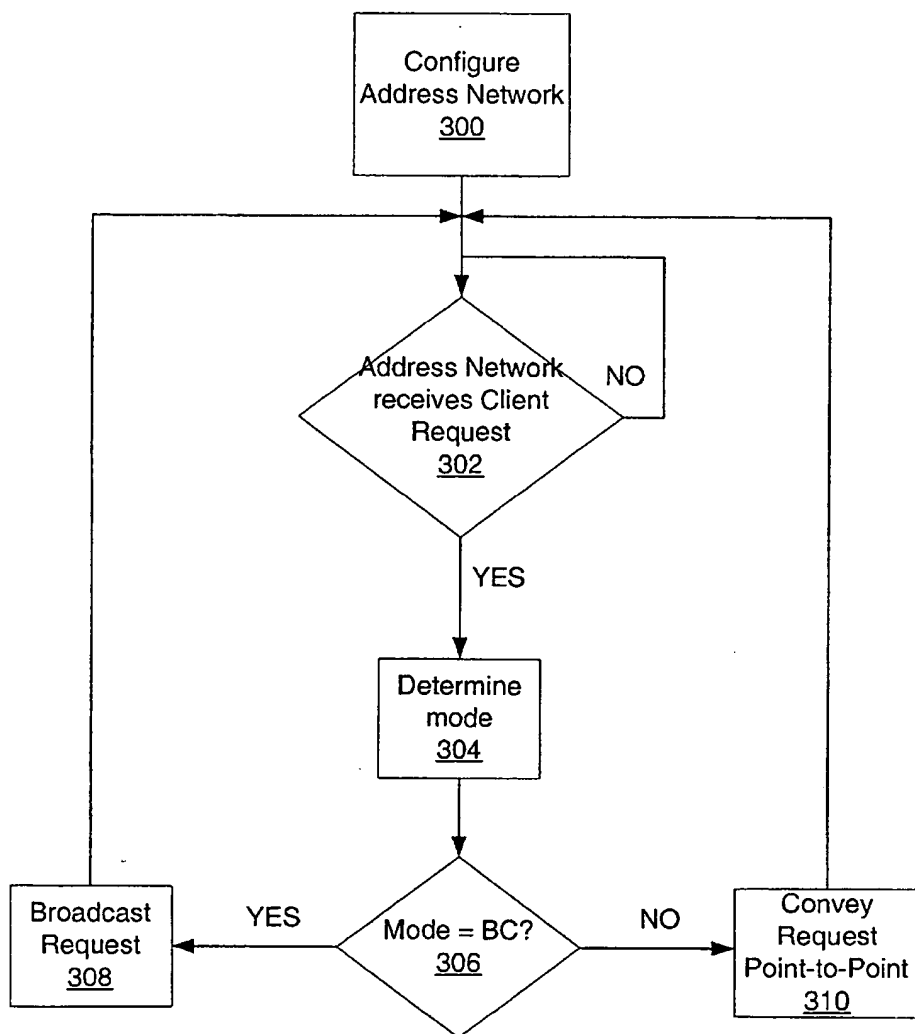 Configure
Address Network
300
Address Network
receives Client
Request
302
NO
YES
Determine
mode
304
Broadcast
Request
308
YES
Mode = BC?
306
NO
Convey
Request
Point-to-Point
310